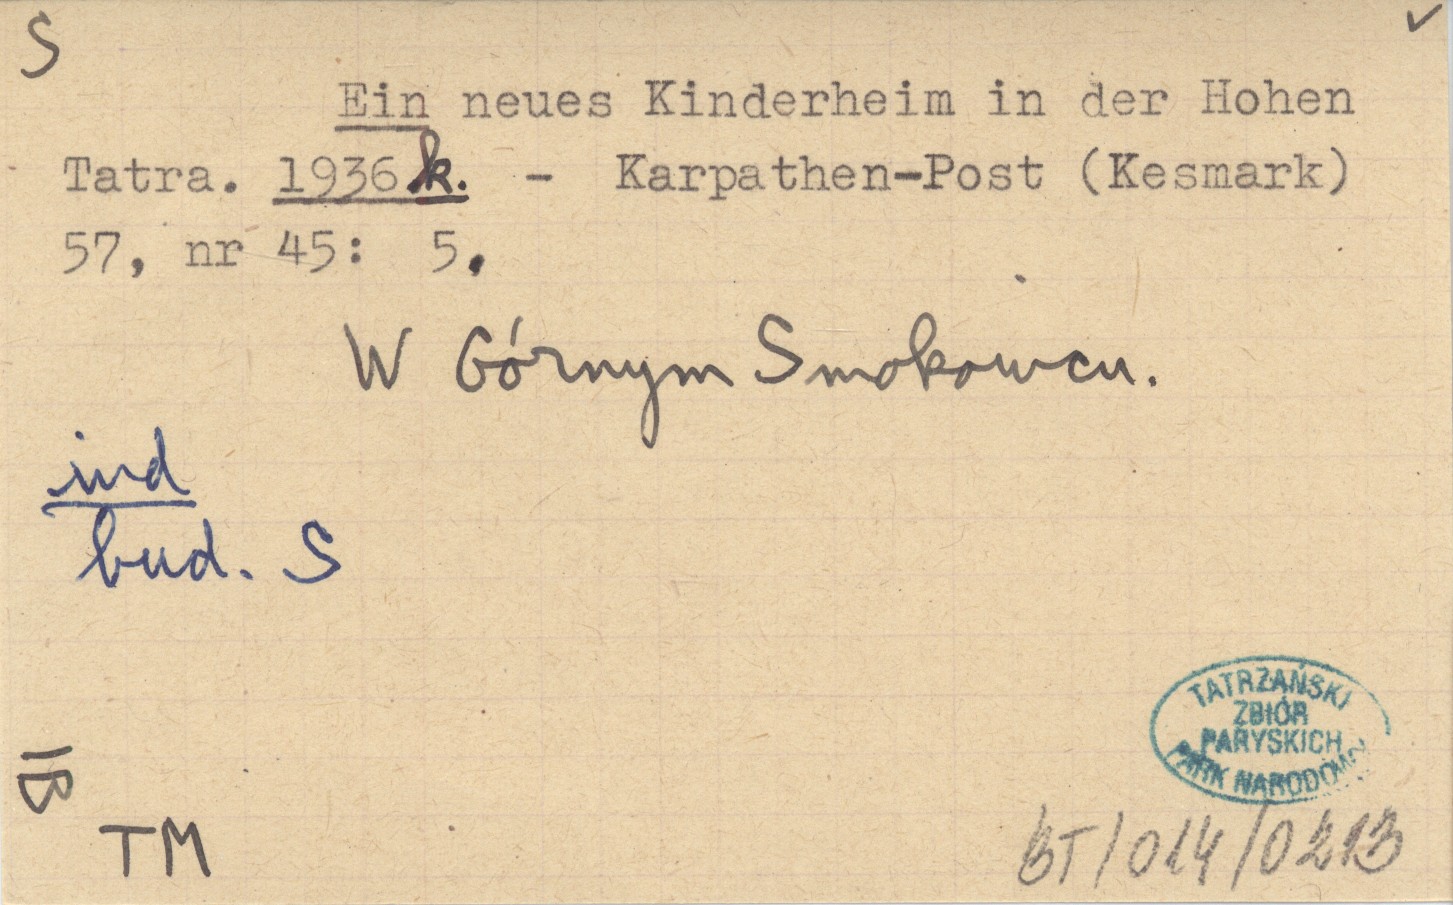 S ✓
Ein neues Kinderheim in der Hohen
Tatra. 1936k. - Karpathen-Post (Kesmark)
57, nr 45: 5.
W Górnym Smokowcu.
ind
bud. S
TATRZAŃSKI
ZBIÓR
PARYSKICH
PARK NARODOWY
IB
TM
BT/014/0213